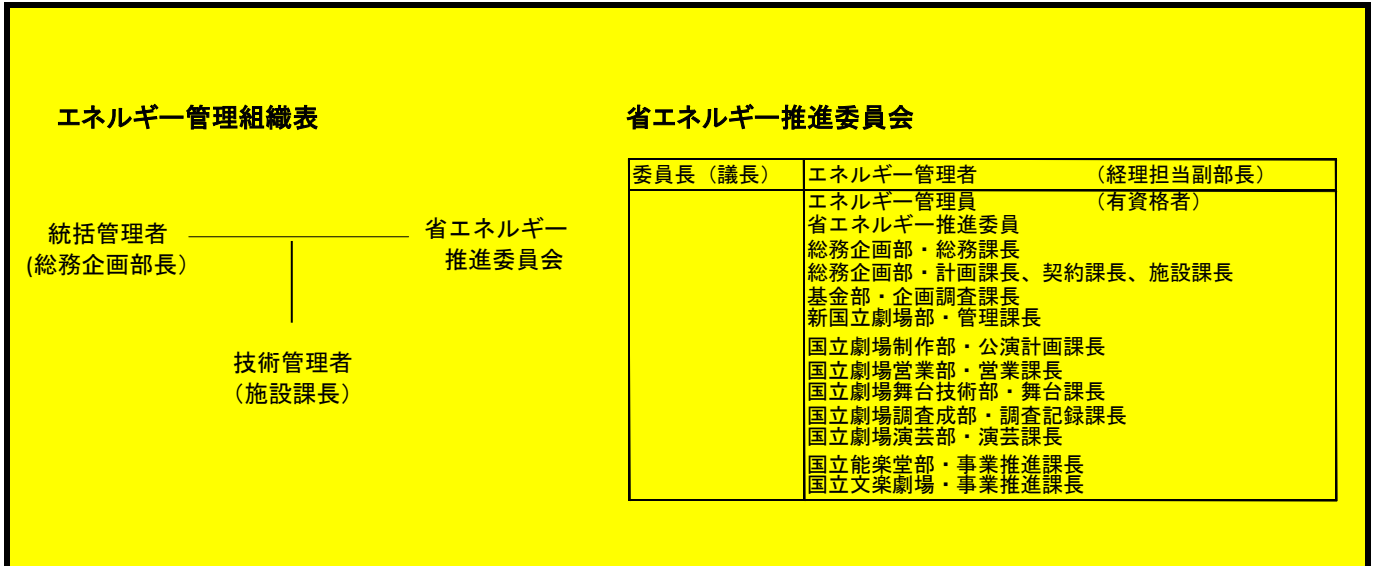 エネルギー管理組織表
統括管理者
(総務企画部長）
省エネルギー
推進委員会
技術管理者
（施設課長）
省エネルギー推進委員会
委員長（議長） エネルギー管理者 （経理担当副部長）
エネルギー管理員 （有資格者）
省エネルギー推進委員
総務企画部・総務課長
総務企画部・計画課長、契約課長、施設課長
基金部・企画調査課長
新国立劇場部・管理課長
国立劇場制作部・公演計画課長
国立劇場営業部・営業課長
国立劇場舞台技術部・舞台課長
国立劇場調査成部・調査記録課長
国立劇場演芸部・演芸課長
国立能楽堂部・事業推進課長
国立文楽劇場・事業推進課長